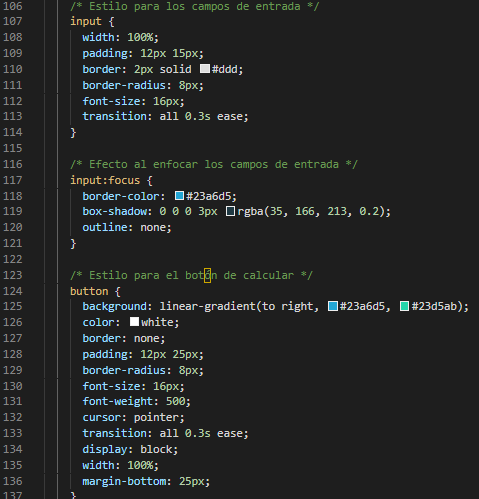 106 /* Estilo para los campos de entrada */
107 input {
108 width: 100%;
109 padding: 12px 15px;
110 border: 2px solid #ddd;
111 border-radius: 8px;
112 font-size: 16px;
113 transition: all 0.3s ease;
114 }
115
116 /* Efecto al enfocar los campos de entrada */
117 input:focus {
118 border-color: #23a6d5;
119 box-shadow: 0 0 0 3px rgba(35, 166, 213, 0.2);
120 outline: none;
121 }
122
123 /* Estilo para el botón de calcular */
124 button {
125 background: linear-gradient(to right, #23a6d5, #23d5ab);
126 color: white;
127 border: none;
128 padding: 12px 25px;
129 border-radius: 8px;
130 font-size: 16px;
131 font-weight: 500;
132 cursor: pointer;
133 transition: all 0.3s ease;
134 display: block;
135 width: 100%;
136 margin-bottom: 25px;
137 }